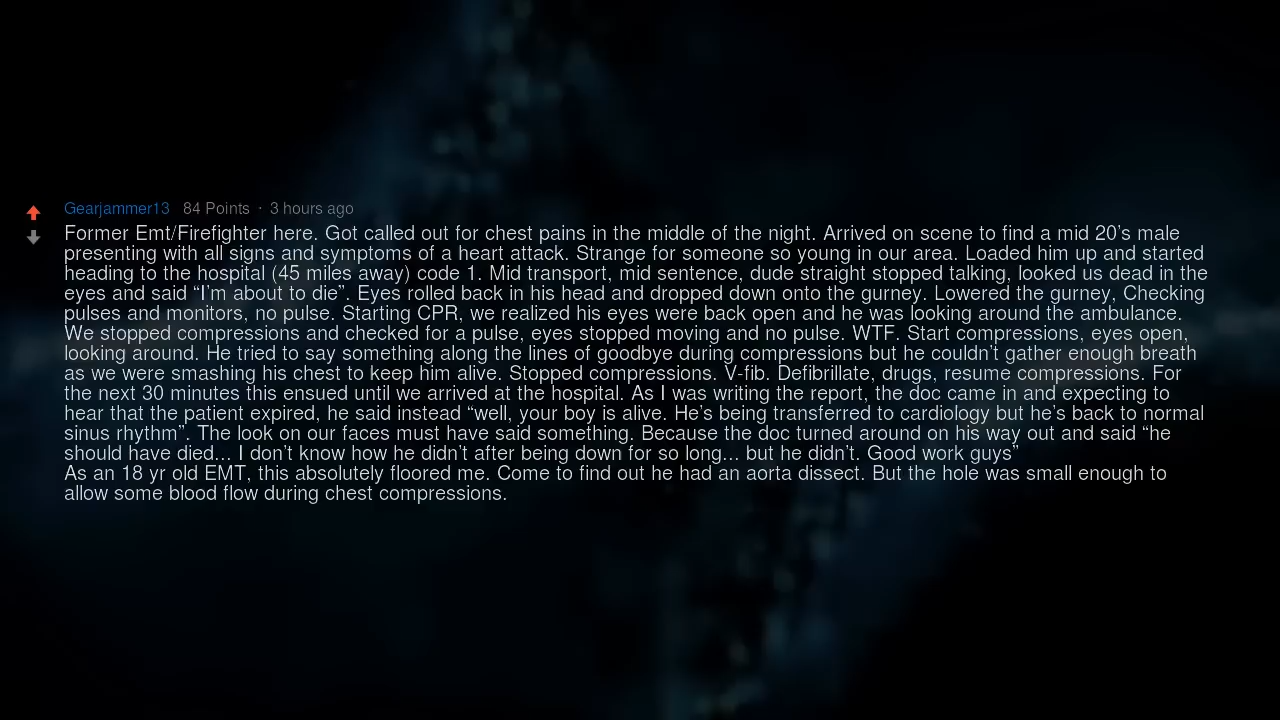 Gearjammer13 84 Points · 3 hours ago
Former Emt/Firefighter here. Got called out for chest pains in the middle of the night. Arrived on scene to find a mid 20’s male
presenting with all signs and symptoms of a heart attack. Strange for someone so young in our area. Loaded him up and started
heading to the hospital (45 miles away) code 1. Mid transport, mid sentence, dude straight stopped talking, looked us dead in the
eyes and said “I’m about to die”. Eyes rolled back in his head and dropped down onto the gurney. Lowered the gurney, Checking
pulses and monitors, no pulse. Starting CPR, we realized his eyes were back open and he was looking around the ambulance.
We stopped compressions and checked for a pulse, eyes stopped moving and no pulse. WTF. Start compressions, eyes open,
looking around. He tried to say something along the lines of goodbye during compressions but he couldn’t gather enough breath
as we were smashing his chest to keep him alive. Stopped compressions. V-fib. Defibrillate, drugs, resume compressions. For
the next 30 minutes this ensued until we arrived at the hospital. As I was writing the report, the doc came in and expecting to
hear that the patient expired, he said instead “well, your boy is alive. He’s being transferred to cardiology but he’s back to normal
sinus rhythm”. The look on our faces must have said something. Because the doc turned around on his way out and said “he
should have died... I don’t know how he didn’t after being down for so long... but he didn’t. Good work guys”
As an 18 yr old EMT, this absolutely floored me. Come to find out he had an aorta dissect. But the hole was small enough to
allow some blood flow during chest compressions.